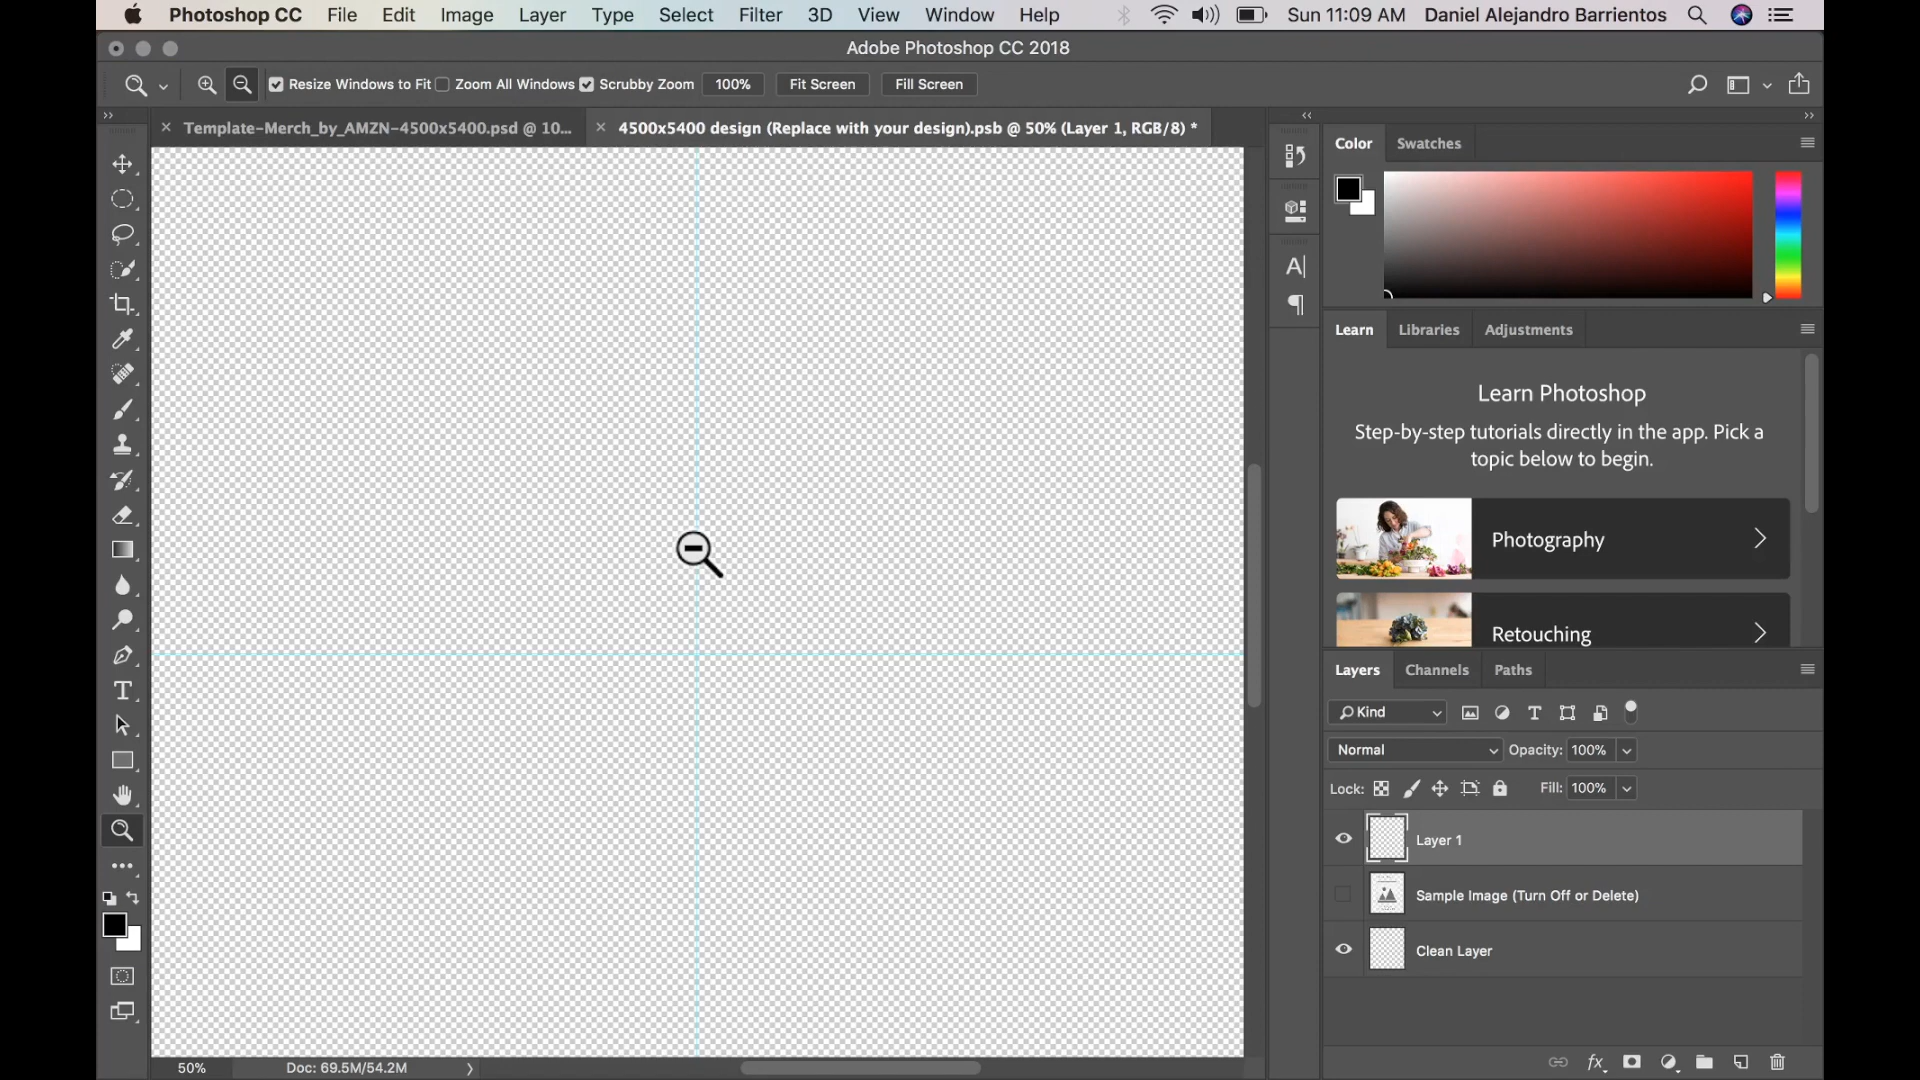 Photoshop CC File Edit Image Layer Type Select Filter 3D View Window Help Sun 11:09 AM Daniel Alejandro Barrientos
Adobe Photoshop CC 2018
Resize Windows to Fit Zoom All Windows Scrubby Zoom 100% Fit Screen Fill Screen
Template-Merch_by_AMZN-4500x5400.psd @ 10... 4500x5400 design (Replace with your design).psb @ 50% (Layer 1, RGB/8) *
Color Swatches
Learn Libraries Adjustments
Learn Photoshop
Step-by-step tutorials directly in the app. Pick a
topic below to begin.
Photography
Retouching
Layers Channels Paths
Kind
Normal Opacity: 100%
Lock: Fill: 100%
Layer 1
Sample Image (Turn Off or Delete)
Clean Layer
50% Doc: 69.5M/54.2M